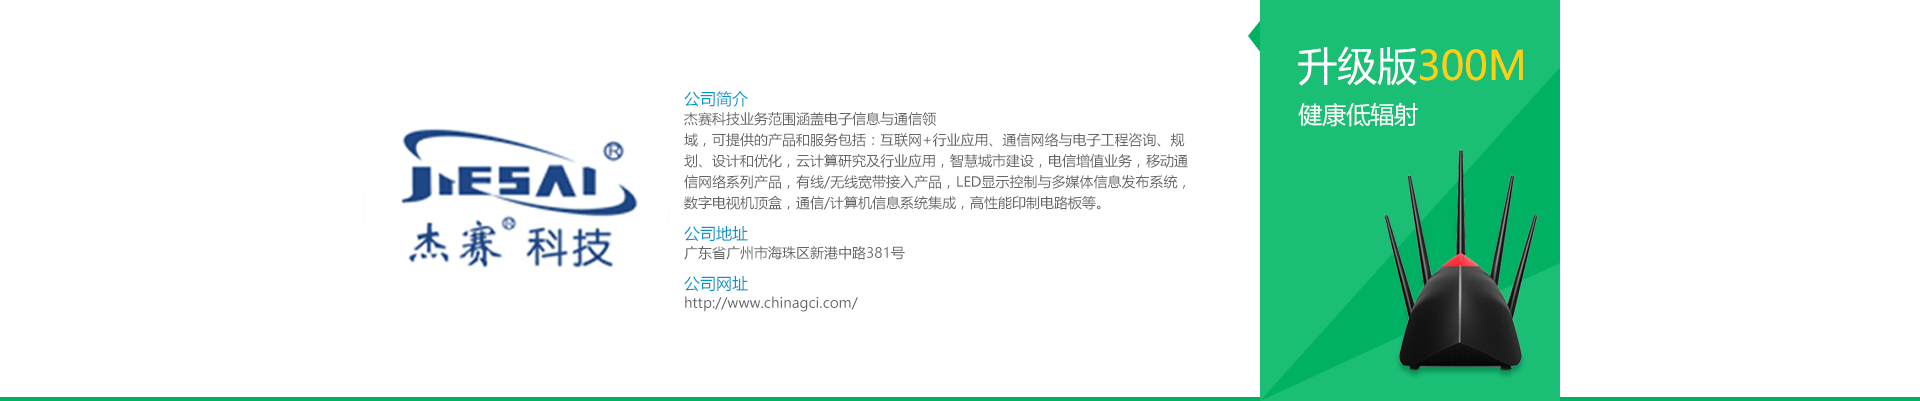 JIESAI®
杰赛®科技
公司简介
杰赛科技业务范围涵盖电子信息与通信领
域，可提供的产品和服务包括：互联网+行业应用、通信网络与电子工程咨询、规
划、设计和优化，云计算研究及行业应用，智慧城市建设，电信增值业务，移动通
信网络系列产品，有线/无线宽带接入产品，LED显示控制与多媒体信息发布系统，
数字电视机顶盒，通信/计算机信息系统集成，高性能印制电路板等。
公司地址
广东省广州市海珠区新港中路381号
公司网址
http://www.chinagci.com/
升级版300M
健康低辐射